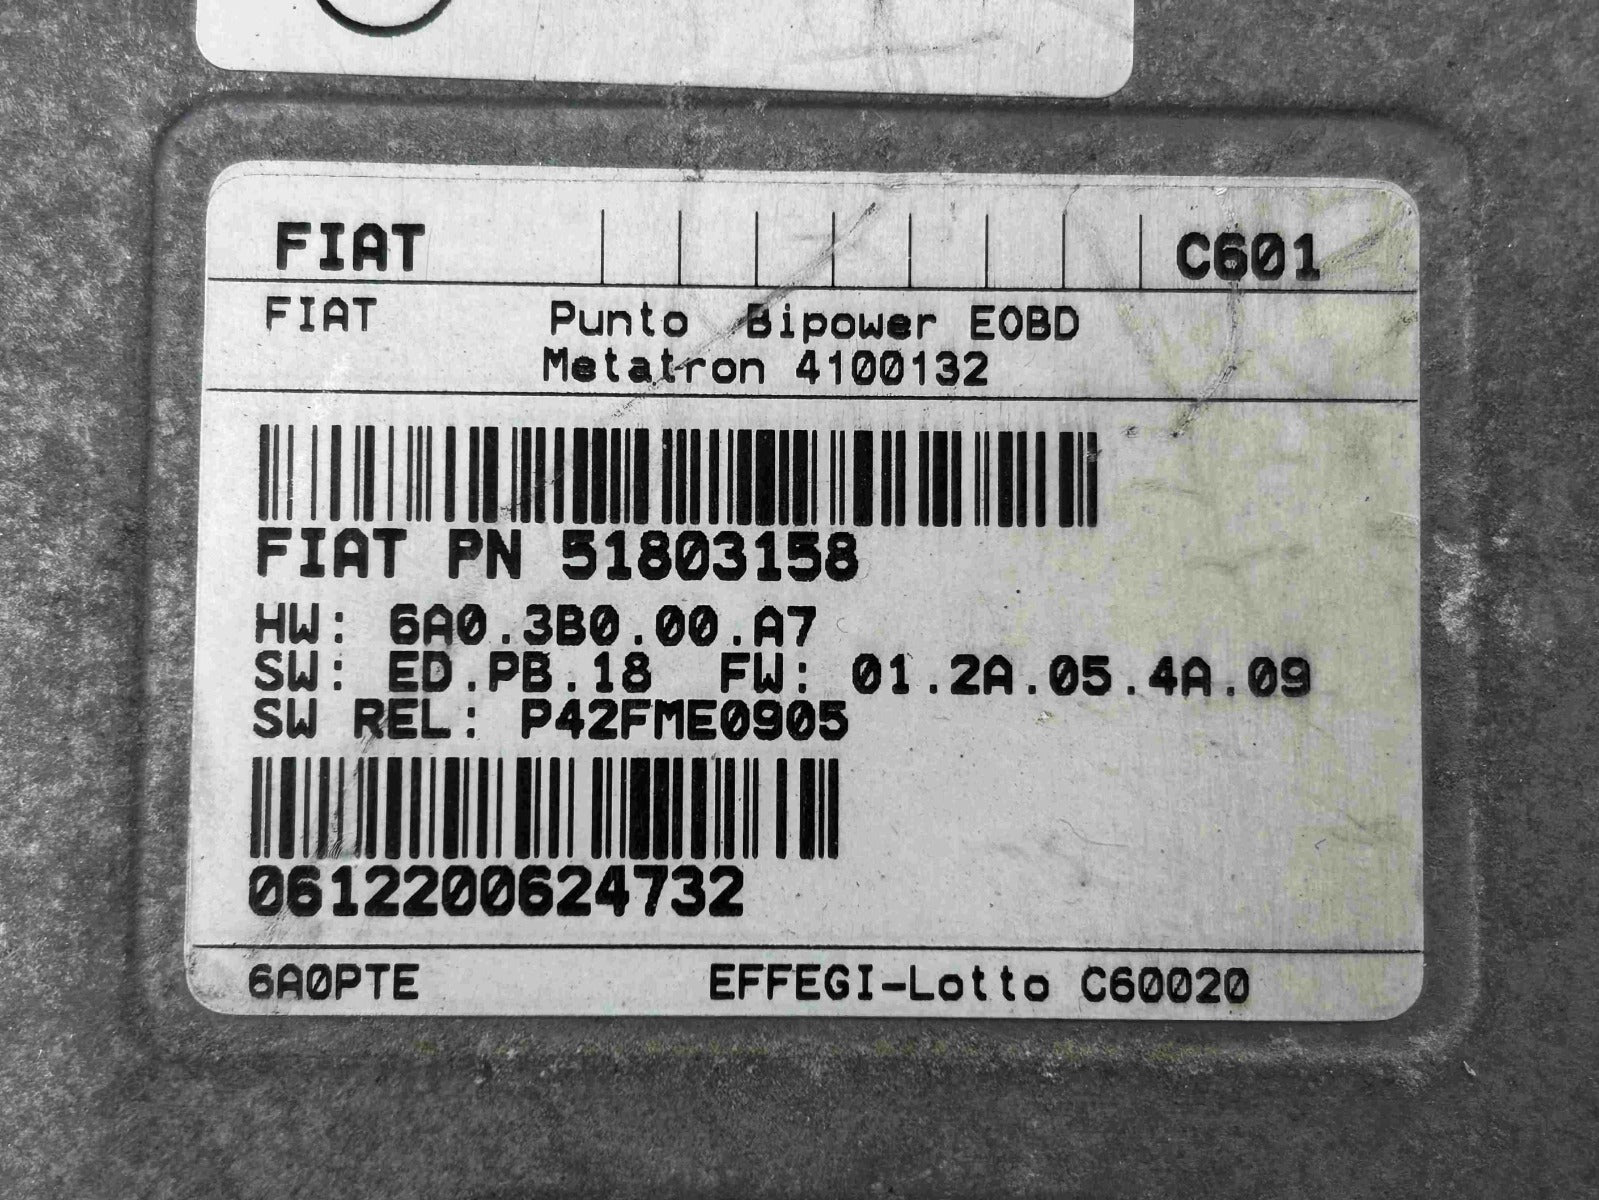 FIAT C601
FIAT Punto Bipower EOBD
Metatron 4100132
FIAT PN 51803158
HW: 6A0.3B0.00.A7
SW: ED.PB.18 FW: 01.2A.05.4A.09
SW REL: P42FME0905
0612200624732
6A0PTE EFFEGI-Lotto C60020